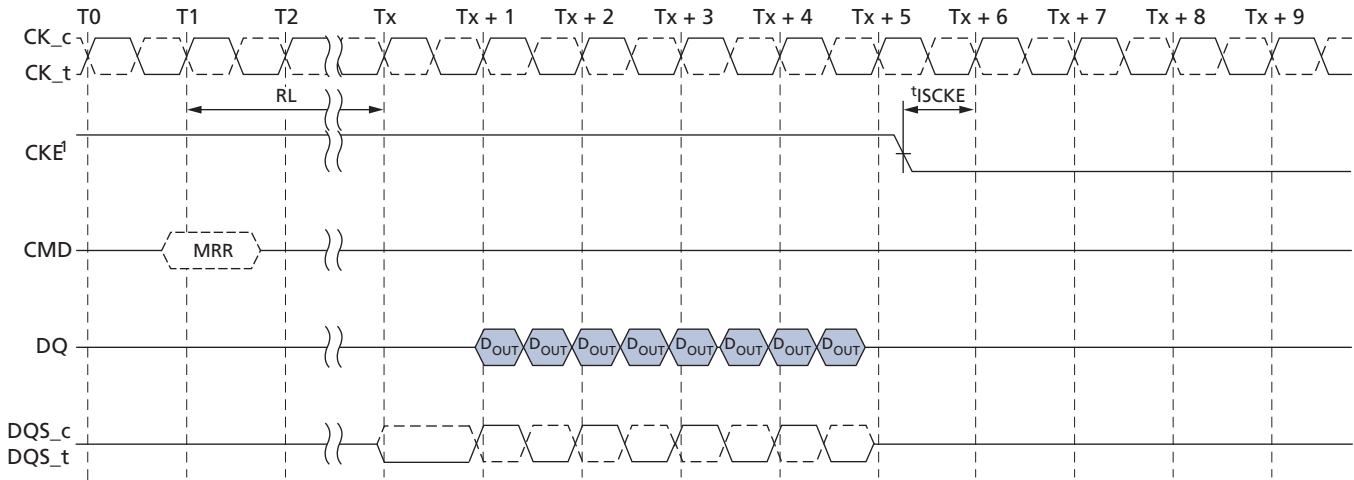 T0 T1 T2 Tx Tx + 1 Tx + 2 Tx + 3 Tx + 4 Tx + 5 Tx + 6 Tx + 7 Tx + 8 Tx + 9
CK_c
CK_t
RL
tISCKE
CKE1
CMD
MRR
DQ
DOUT DOUT DOUT DOUT DOUT DOUT DOUT DOUT
DQS_c
DQS_t